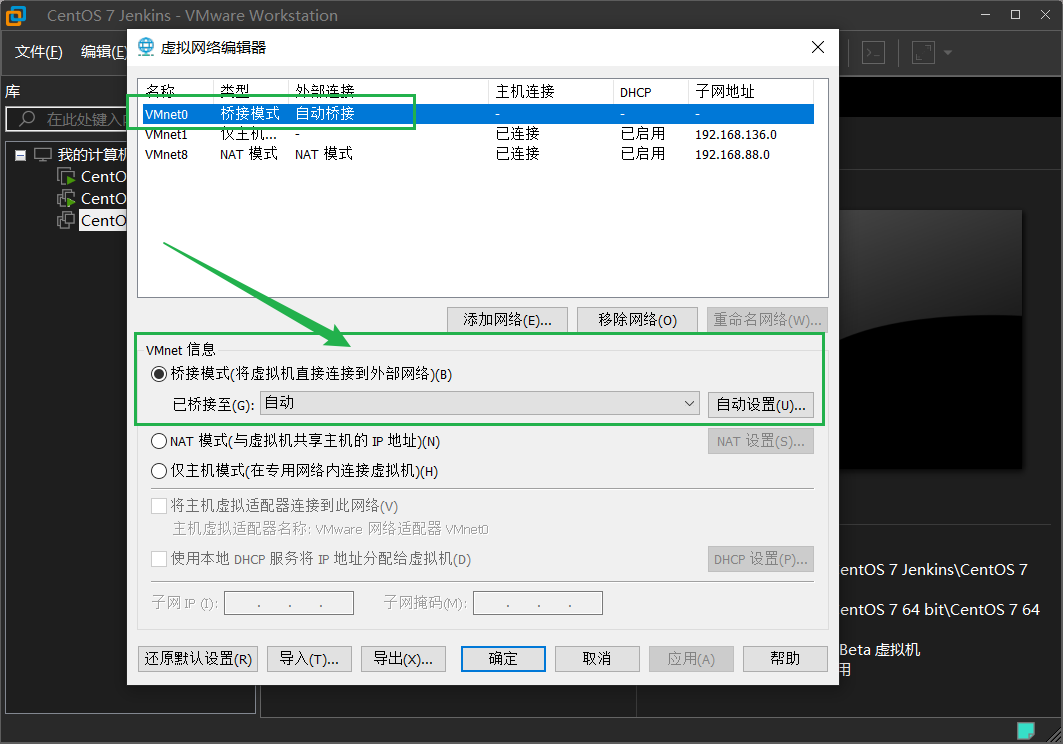 CentOS 7 Jenkins - VMware Workstation
文件(F) 编辑(E)
虚拟网络编辑器
库
在此处键入
我的计算机
CentO
CentO
CentO
名称 类型 外部连接 主机连接 DHCP 子网地址
VMnet0 桥接模式 自动桥接 - - -
VMnet1 仅主机... - 已连接 已启用 192.168.136.0
VMnet8 NAT 模式 NAT 模式 已连接 已启用 192.168.88.0
添加网络(E)... 移除网络(O) 重命名网络(W)...
VMnet 信息
桥接模式(将虚拟机直接连接到外部网络)(B)
已桥接至(G): 自动 自动设置(U)...
NAT 模式(与虚拟机共享主机的 IP 地址)(N) NAT 设置(S)...
仅主机模式(在专用网络内连接虚拟机)(H)
将主机虚拟适配器连接到此网络(V)
主机虚拟适配器名称: VMware 网络适配器 VMnet0
使用本地 DHCP 服务将 IP 地址分配给虚拟机(D) DHCP 设置(P)...
子网 IP (I): . . . 子网掩码(M): . . .
还原默认设置(R) 导入(T)... 导出(X)... 确定 取消 应用(A) 帮助
entOS 7 Jenkins\CentOS 7
entOS 7 64 bit\CentOS 7 64
Beta 虚拟机
用